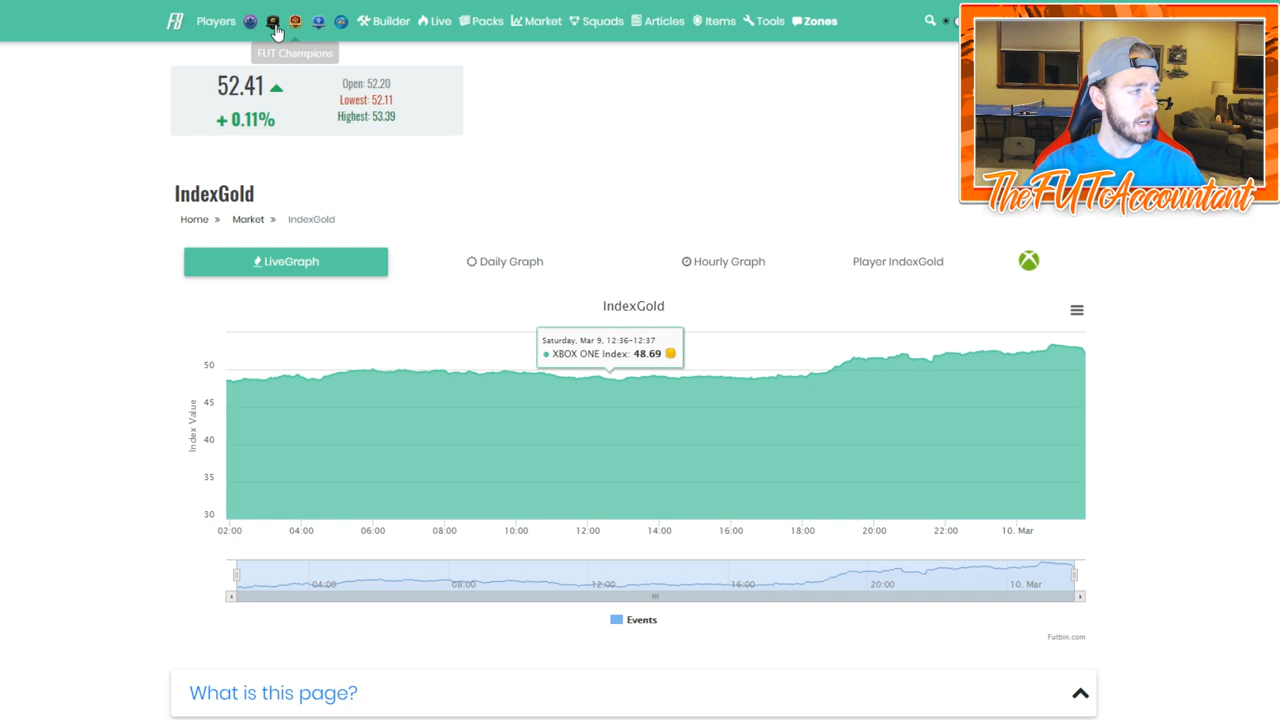 FB Players Builder Live Packs Market Squads Articles Items Tools Zones
FUT Champions
52.41
+ 0.11%
Open: 52.20
Lowest: 52.11
Highest: 53.39
TheFUTAccountant
IndexGold
Home » Market » IndexGold
LiveGraph Daily Graph Hourly Graph Player IndexGold
IndexGold
Saturday, Mar 9, 12:36-12:37
XBOX ONE Index: 48.69
Index Value
50
45
40
35
30
02:00 04:00 06:00 08:00 10:00 12:00 14:00 16:00 18:00 20:00 22:00 10. Mar
04:00 08:00 12:00 16:00 20:00 10. Mar
Events
Futbin.com
What is this page?